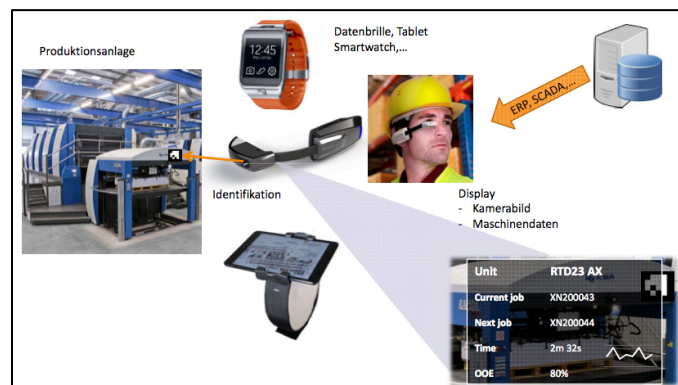 Produktionsanlage
Datenbrille, Tablet
Smartwatch,...
12:45
ERP, SCADA,...
Identifikation
Display
- Kamerabild
- Maschinendaten
Unit RTD23 AX
Current job XN200043
Next job XN200044
Time 2m 32s
OOE 80%